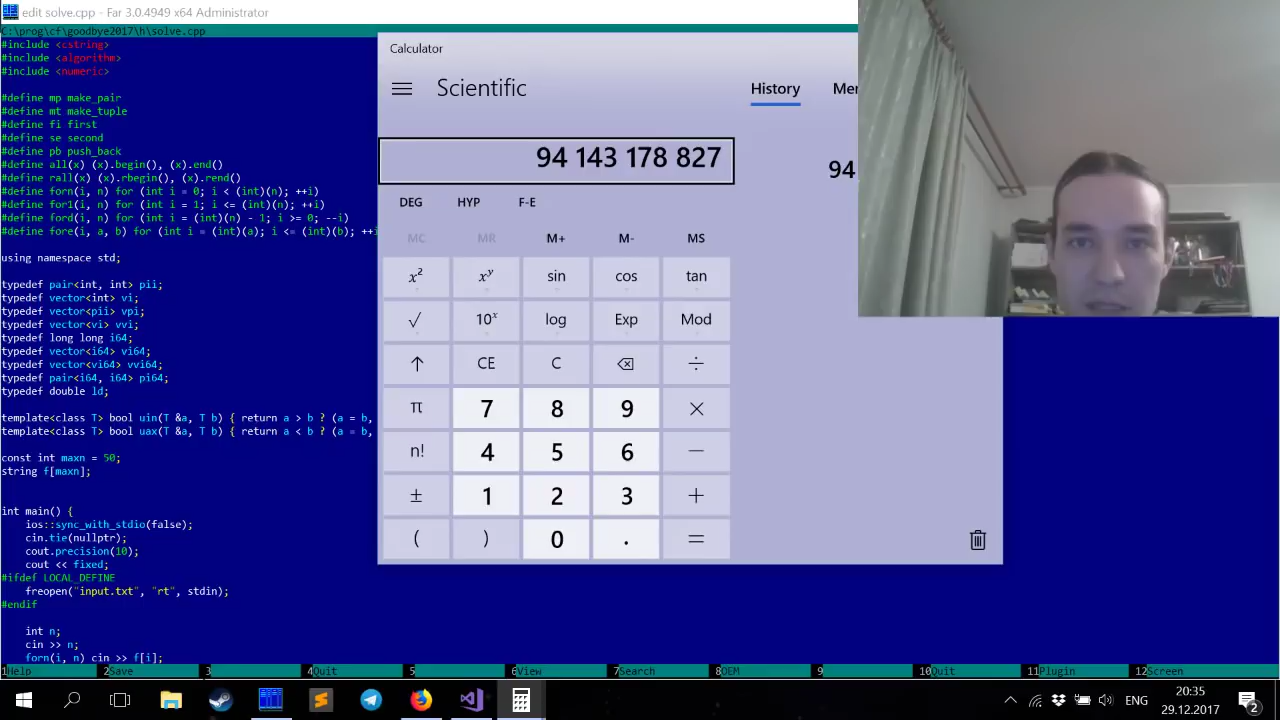 edit solve.cpp - Far 3.0.4949 x64 Administrator
C:\prog\cf\goodbye2017\h\solve.cpp
#include <cstring>
#include <algorithm>
#include <numeric>
#define mp make_pair
#define mt make_tuple
#define fi first
#define se second
#define pb push_back
#define all(x) (x).begin(), (x).end()
#define rall(x) (x).rbegin(), (x).rend()
#define forn(i, n) for (int i = 0; i < (int)(n); ++i)
#define for1(i, n) for (int i = 1; i <= (int)(n); ++i)
#define ford(i, n) for (int i = (int)(n) - 1; i >= 0; --i)
#define fore(i, a, b) for (int i = (int)(a); i <= (int)(b); ++i
using namespace std;
typedef pair<int, int> pii;
typedef vector<int> vi;
typedef vector<pii> vpi;
typedef vector<vi> vvi;
typedef long long i64;
typedef vector<i64> vi64;
typedef vector<vi64> vvi64;
typedef pair<i64, i64> pi64;
typedef double ld;
template<class T> bool uin(T &a, T b) { return a > b ? (a = b,
template<class T> bool uax(T &a, T b) { return a < b ? (a = b,
const int maxn = 50;
string f[maxn];
int main() {
ios::sync_with_stdio(false);
cin.tie(nullptr);
cout.precision(10);
cout << fixed;
#ifdef LOCAL_DEFINE
freopen("input.txt", "rt", stdin);
#endif
int n;
cin >> n;
forn(i, n) cin >> f[i];
Calculator
Scientific
History
Mer
94 143 178 827
94
DEG HYP F-E
MC MR M+ M- MS
x² xʸ sin cos tan
√ 10ˣ log Exp Mod
↑ CE C ⌫ ÷
π 7 8 9 ×
n! 4 5 6 −
± 1 2 3 +
( ) 0 . =
1Help 2Save 3 4Quit 5 6View 7Search 8OEM 9 10Quit 11Plugin 12Screen
ENG
20:35
29.12.2017
2